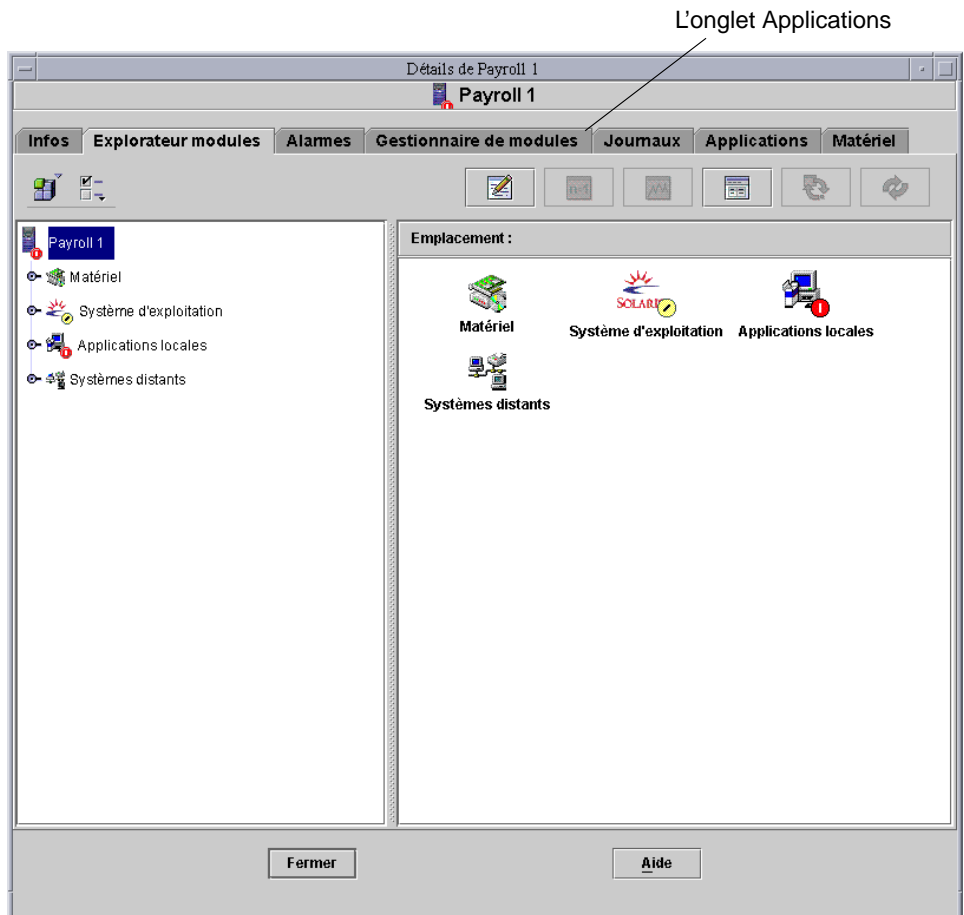 L'onglet Applications
Détails de Payroll 1
Payroll 1
Infos Explorateur modules Alarmes Gestionnaire de modules Journaux Applications Matériel
Payroll 1
Matériel
Système d'exploitation
Applications locales
Systèmes distants
Emplacement :
SOLARIS
Matériel Système d'exploitation Applications locales
Systèmes distants
Fermer Aide